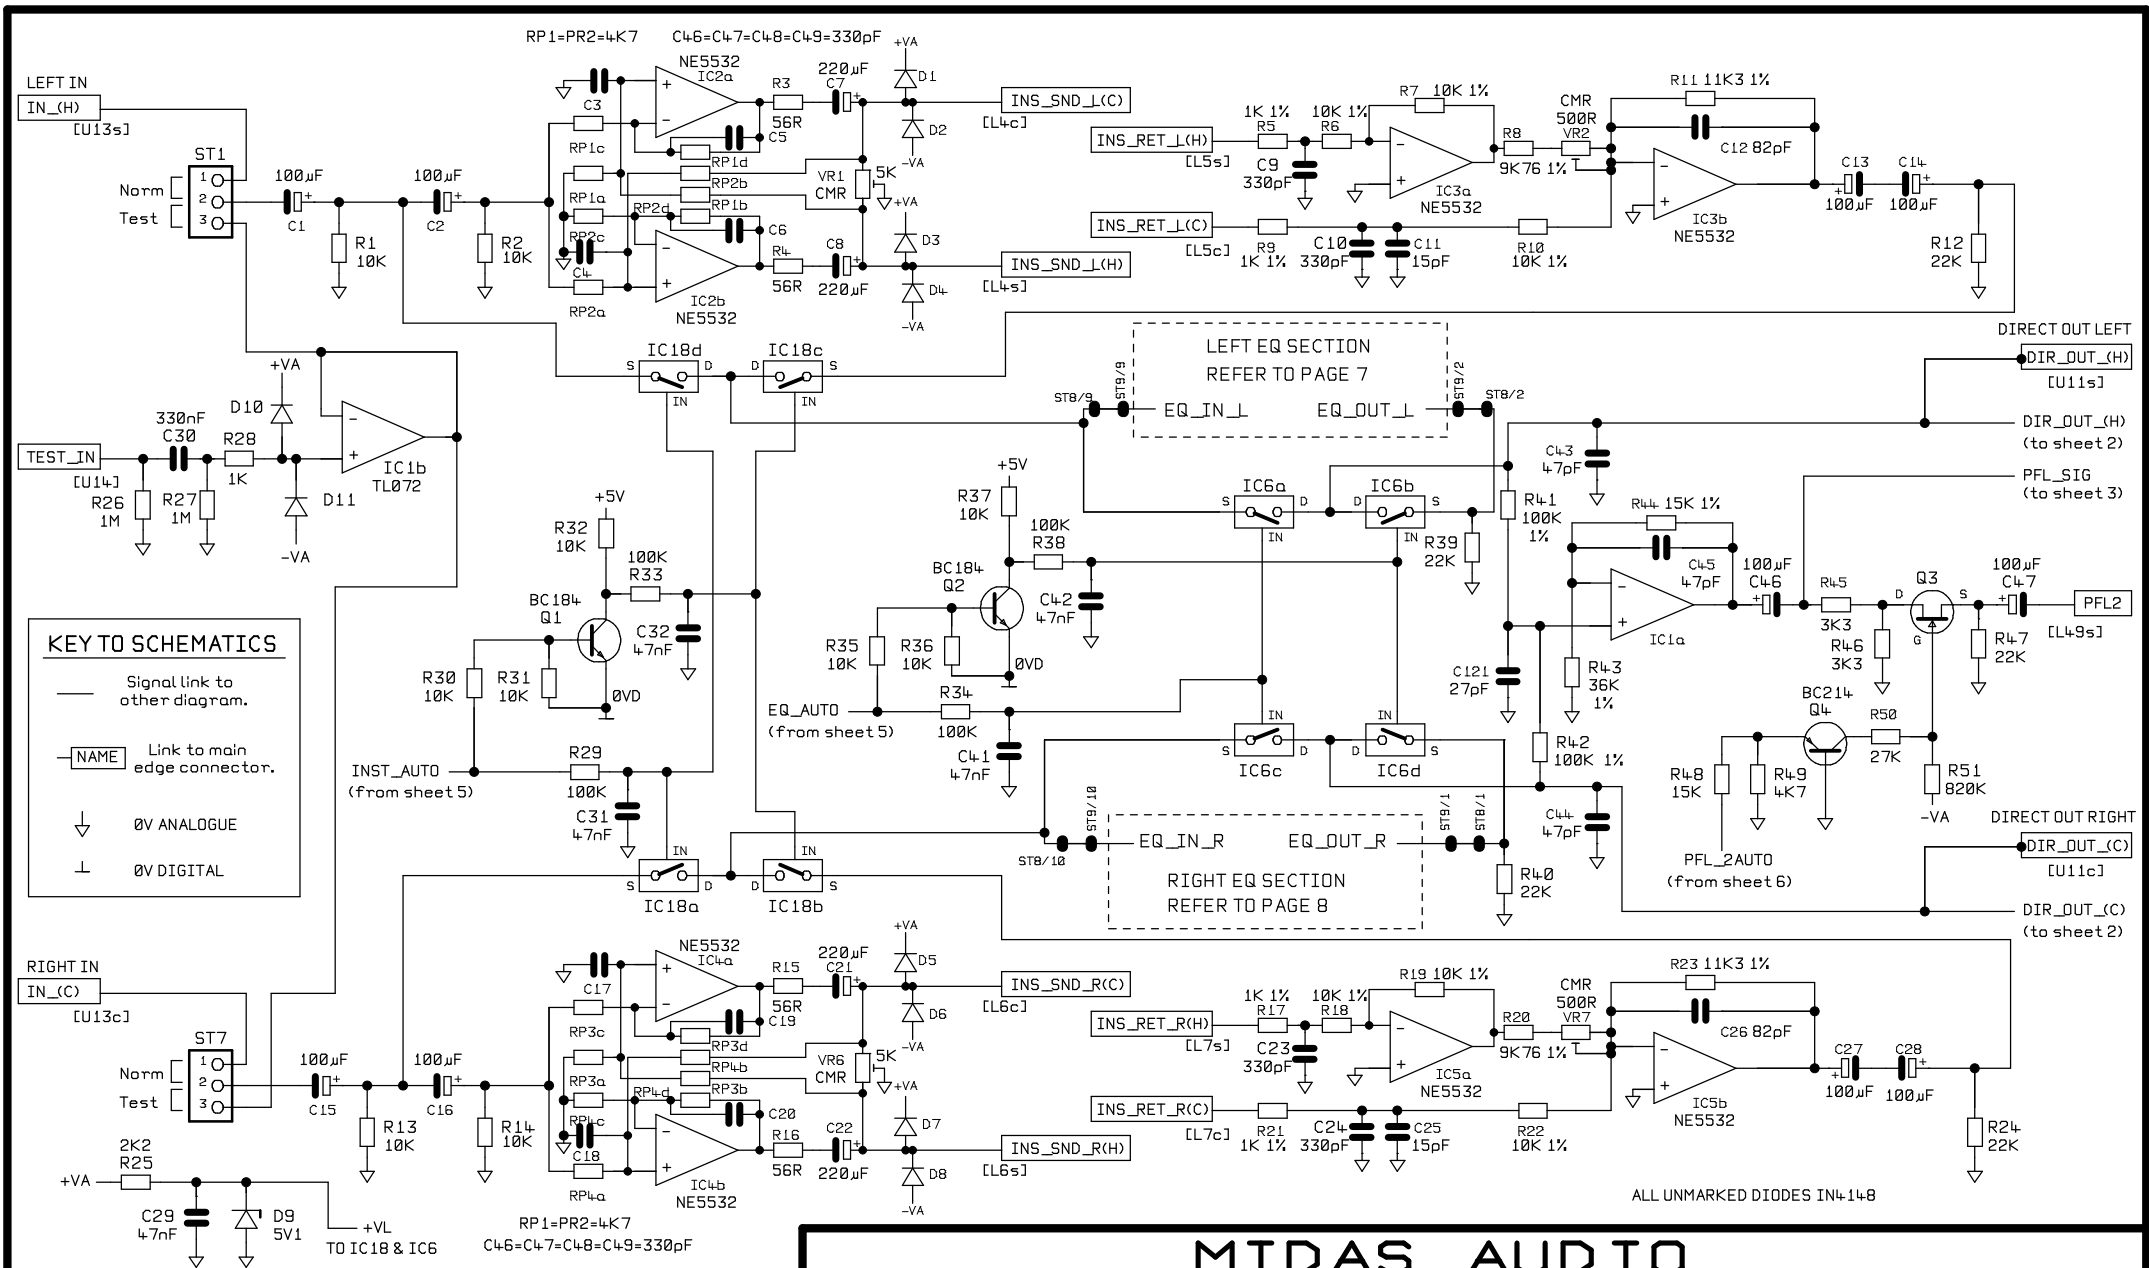 RP1=PR2=4K7 C46=C47=C48=C49=330pF
LEFT IN
IN_(H)
[U13s]
ST1
1
2
3
Norm
Test
100µF
C1
R1
10K
100µF
C2
R2
10K
NE5532
IC2a
C3
RP1c
RP1a
RP2d
RP2c
C4
RP2a
+
-
R3
56R
C5
RP1d
RP2b
RP1b
C6
-
+
R4
56R
IC2b
NE5532
220µF
C7
+
VR1
CMR
5K
C8
220µF
+VA
D1
D2
-VA
+VA
D3
D4
-VA
INS_SND_L(C)
[L4c]
INS_SND_L(H)
[L4s]
INS_RET_L(H)
[L5s]
INS_RET_L(C)
[L5c]
1K 1%
R5
10K 1%
R6
C9
330pF
R7 10K 1%
IC3a
NE5532
R8
9K76 1%
CMR
500R
VR2
R11 11K3 1%
C12 82pF
IC3b
NE5532
C13
100µF
C14
100µF
R12
22K
R9
1K 1%
C10
330pF
C11
15pF
R10
10K 1%
IC18d
S
D
IN
IC18c
D
S
IN
LEFT EQ SECTION
REFER TO PAGE 7
EQ_IN_L
EQ_OUT_L
ST8/9
ST9/9
ST9/2
ST8/2
DIRECT OUT LEFT
DIR_OUT_(H)
[U11s]
DIR_OUT_(H)
(to sheet 2)
PFL_SIG
(to sheet 3)
TEST_IN
[U14]
R26
1M
330nF
C30
R27
1M
R28
1K
+VA
D10
D11
-VA
IC1b
TL072
+5V
R32
10K
100K
R33
BC184
Q1
C32
47nF
R30
10K
R31
10K
0VD
INST_AUTO
(from sheet 5)
R29
100K
C31
47nF
+5V
R37
10K
100K
R38
BC184
Q2
C42
47nF
R35
10K
R36
10K
0VD
EQ_AUTO
(from sheet 5)
R34
100K
C41
47nF
IC6a
S
D
IN
IC6b
D
S
IN
R39
22K
R41
100K
1%
C43
47pF
R44 15K 1%
C45
47pF
IC1a
C121
27pF
R43
36K
1%
R42
100K 1%
100µF
C46
R45
3K3
R46
3K3
Q3
D
S
G
100µF
C47
R47
22K
PFL2
[L49s]
BC214
Q4
R50
27K
R48
15K
R49
4K7
R51
820K
-VA
PFL_2AUTO
(from sheet 6)
IN
S
D
IC6c
IN
D
S
IC6d
C44
47pF
KEY TO SCHEMATICS
Signal link to
other diagram.
NAME
Link to main
edge connector.
0V ANALOGUE
0V DIGITAL
IN
S
D
IC18a
IN
D
S
IC18b
ST8/10
ST9/10
EQ_IN_R
EQ_OUT_R
ST9/1
ST8/1
RIGHT EQ SECTION
REFER TO PAGE 8
R40
22K
DIRECT OUT RIGHT
DIR_OUT_(C)
[U11c]
DIR_OUT_(C)
(to sheet 2)
RIGHT IN
IN_(C)
[U13c]
ST7
1
2
3
Norm
Test
100µF
C15
R13
10K
100µF
C16
R14
10K
NE5532
IC4a
C17
RP3c
RP3a
RP4d
RP4c
C18
RP4a
R15
56R
C19
RP3d
RP4b
RP3b
C20
R16
56R
IC4b
NE5532
220µF
C21
VR6
CMR
5K
C22
220µF
+VA
D5
D6
-VA
+VA
D7
D8
-VA
INS_SND_R(C)
[L6c]
INS_SND_R(H)
[L6s]
INS_RET_R(H)
[L7s]
INS_RET_R(C)
[L7c]
1K 1%
R17
10K 1%
R18
C23
330pF
R19 10K 1%
IC5a
NE5532
R20
9K76 1%
CMR
500R
VR7
R23 11K3 1%
C26 82pF
IC5b
NE5532
C27
100µF
C28
100µF
R24
22K
R21
1K 1%
C24
330pF
C25
15pF
R22
10K 1%
2K2
R25
+VA
C29
47nF
D9
5V1
+VL
TO IC18 & IC6
RP1=PR2=4K7
C46=C47=C48=C49=330pF
ALL UNMARKED DIODES IN4148
MIDAS AUDIO